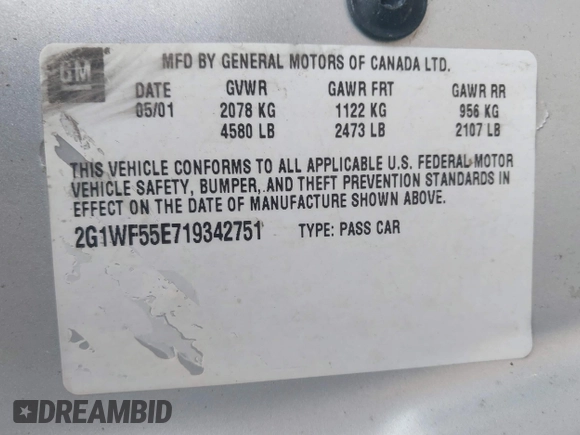 GM
MFD BY GENERAL MOTORS OF CANADA LTD.
DATE GVWR GAWR FRT GAWR RR
05/01 2078 KG 1122 KG 956 KG
4580 LB 2473 LB 2107 LB
THIS VEHICLE CONFORMS TO ALL APPLICABLE U.S. FEDERAL MOTOR
VEHICLE SAFETY, BUMPER, AND THEFT PREVENTION STANDARDS IN
EFFECT ON THE DATE OF MANUFACTURE SHOWN ABOVE.
2G1WF55E719342751 TYPE: PASS CAR
DREAMBID